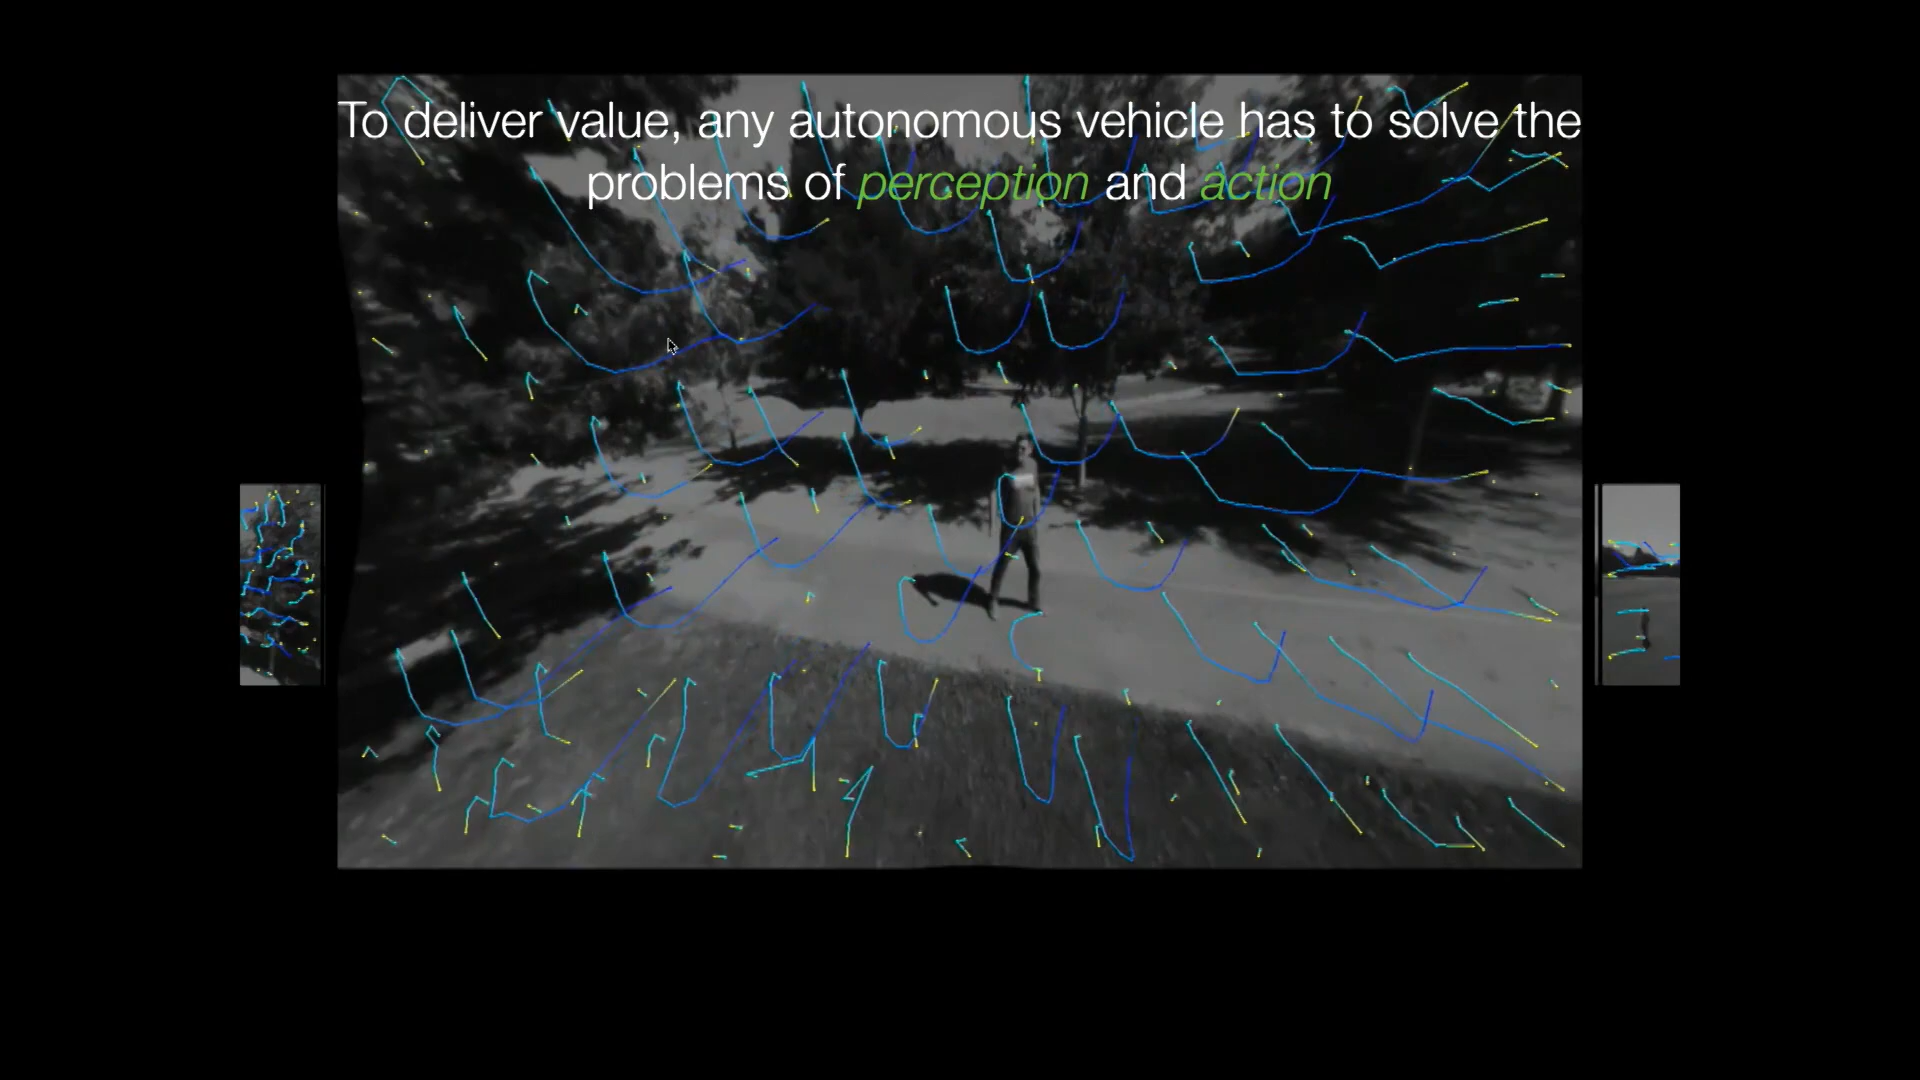 To deliver value, any autonomous vehicle has to solve the
problems of perception and action